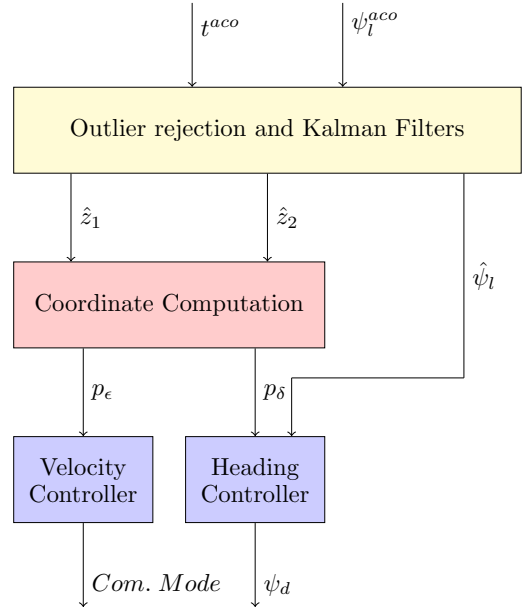 t^{aco}
ψ_l^{aco}
Outlier rejection and Kalman Filters
ẑ_1
ẑ_2
ψ̂_l
Coordinate Computation
p_ϵ
p_δ
Velocity
Controller
Heading
Controller
Com. Mode
ψ_d